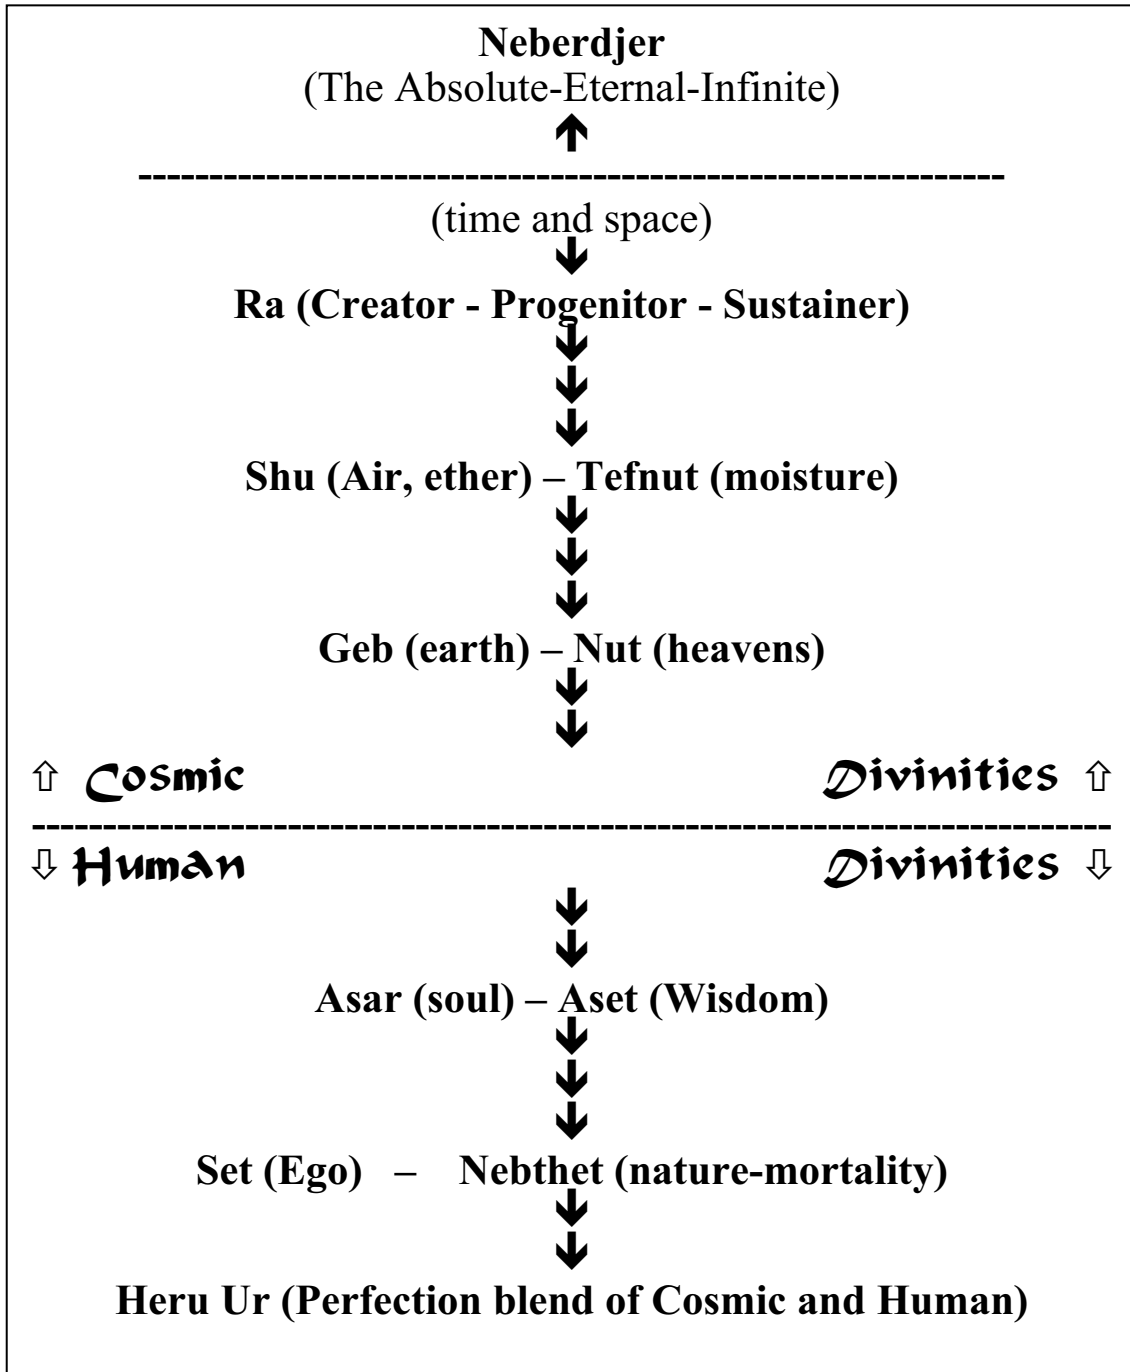 Neberdjer
(The Absolute-Eternal-Infinite)
(time and space)
Ra (Creator - Progenitor - Sustainer)
Shu (Air, ether) – Tefnut (moisture)
Geb (earth) – Nut (heavens)
⇧ Cosmic Divinities ⇧
⇩ Human Divinities ⇩
Asar (soul) – Aset (Wisdom)
Set (Ego) – Nebthet (nature-mortality)
Heru Ur (Perfection blend of Cosmic and Human)